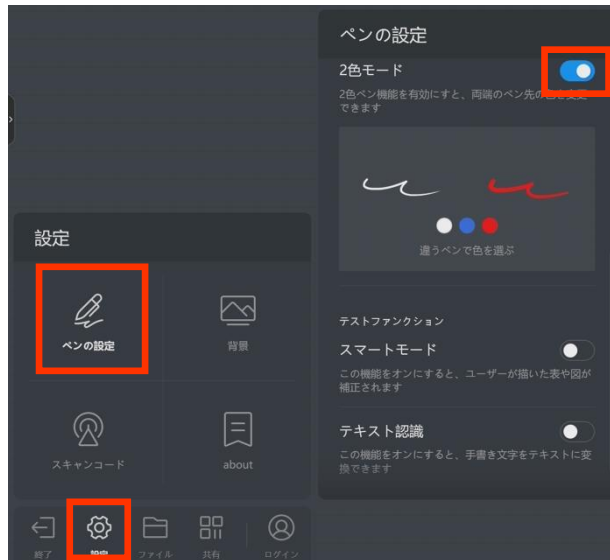 設定
ペンの設定
背景
スキャンコード
about
終了
設定
ファイル
共有
ログイン
ペンの設定
2色モード
2色ペン機能を有効にすると、両端のペン先の色を変更
できます
違うペンで色を選ぶ
テストファンクション
スマートモード
この機能をオンにすると、ユーザーが描いた表や図が
補正されます
テキスト認識
この機能をオンにすると、手書き文字をテキストに変
換できます